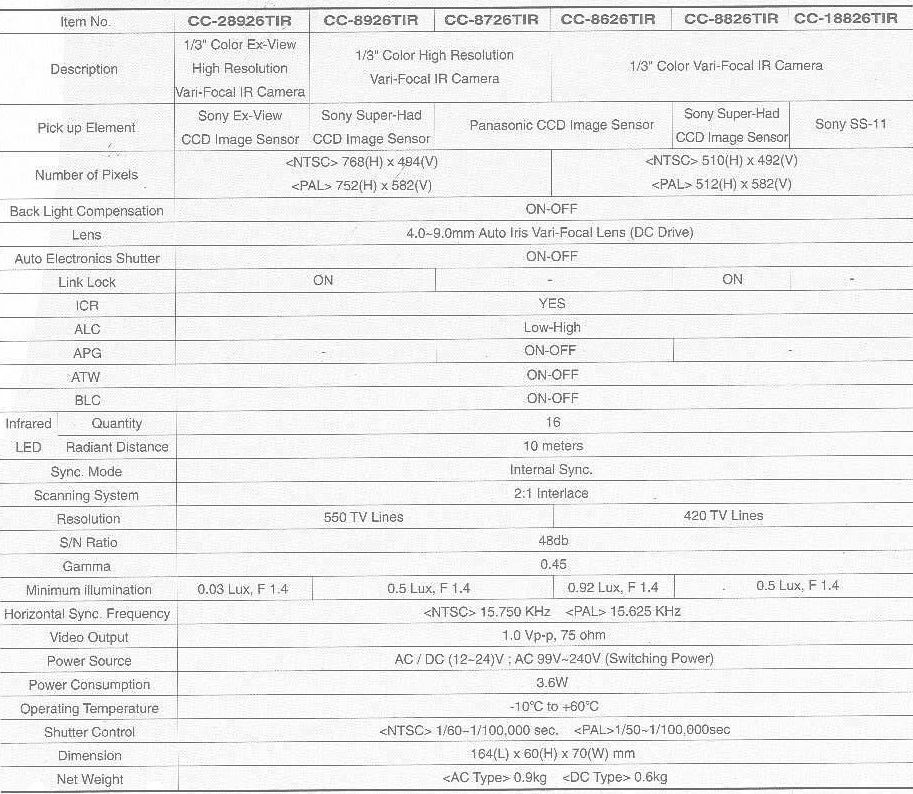 Item No. CC-28926TIR CC-8926TIR CC-8726TIR CC-8626TIR CC-8826TIR CC-18826TIR
Description
1/3" Color Ex-View
High Resolution
Vari-Focal IR Camera
1/3" Color High Resolution
Vari-Focal IR Camera
1/3" Color Vari-Focal IR Camera
Pick up Element
Sony Ex-View
CCD Image Sensor
Sony Super-Had
CCD Image Sensor
Panasonic CCD Image Sensor
Sony Super-Had
CCD Image Sensor
Sony SS-11
Number of Pixels
<NTSC> 768(H) x 494(V)
<PAL> 752(H) x 582(V)
<NTSC> 510(H) x 492(V)
<PAL> 512(H) x 582(V)
Back Light Compensation ON-OFF
Lens 4.0~9.0mm Auto Iris Vari-Focal Lens (DC Drive)
Auto Electronics Shutter ON-OFF
Link Lock ON - ON -
ICR YES
ALC Low-High
APG - ON-OFF -
ATW ON-OFF
BLC ON-OFF
Infrared Quantity 16
LED Radiant Distance 10 meters
Sync. Mode Internal Sync.
Scanning System 2:1 Interlace
Resolution 550 TV Lines 420 TV Lines
S/N Ratio 48db
Gamma 0.45
Minimum illumination 0.03 Lux, F 1.4 0.5 Lux, F 1.4 0.92 Lux, F 1.4 0.5 Lux, F 1.4
Horizontal Sync. Frequency <NTSC> 15.750 KHz <PAL> 15.625 KHz
Video Output 1.0 Vp-p, 75 ohm
Power Source AC / DC (12~24)V ; AC 99V~240V (Switching Power)
Power Consumption 3.6W
Operating Temperature -10°C to +60°C
Shutter Control <NTSC> 1/60~1/100,000 sec. <PAL>1/50~1/100,000sec
Dimension 164(L) x 60(H) x 70(W) mm
Net Weight <AC Type> 0.9kg <DC Type> 0.6kg